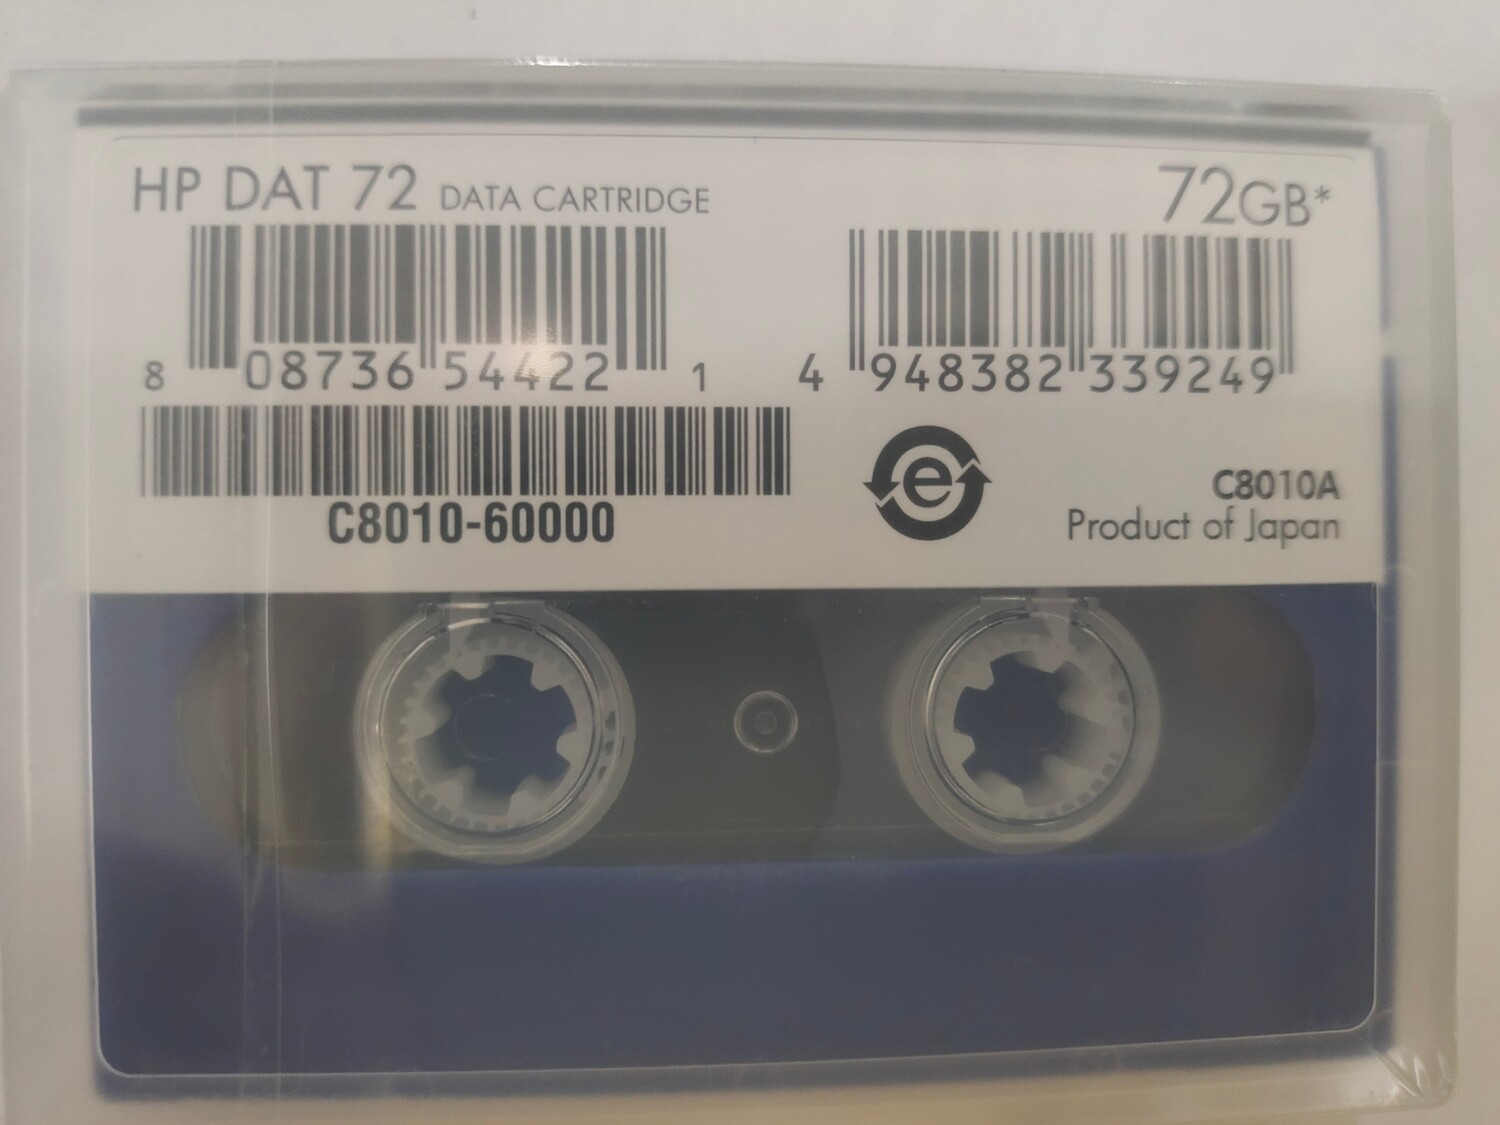 HP DAT 72 DATA CARTRIDGE
72GB*
8 08736 54422 1
4 948382 339249
C8010-60000
e
C8010A
Product of Japan